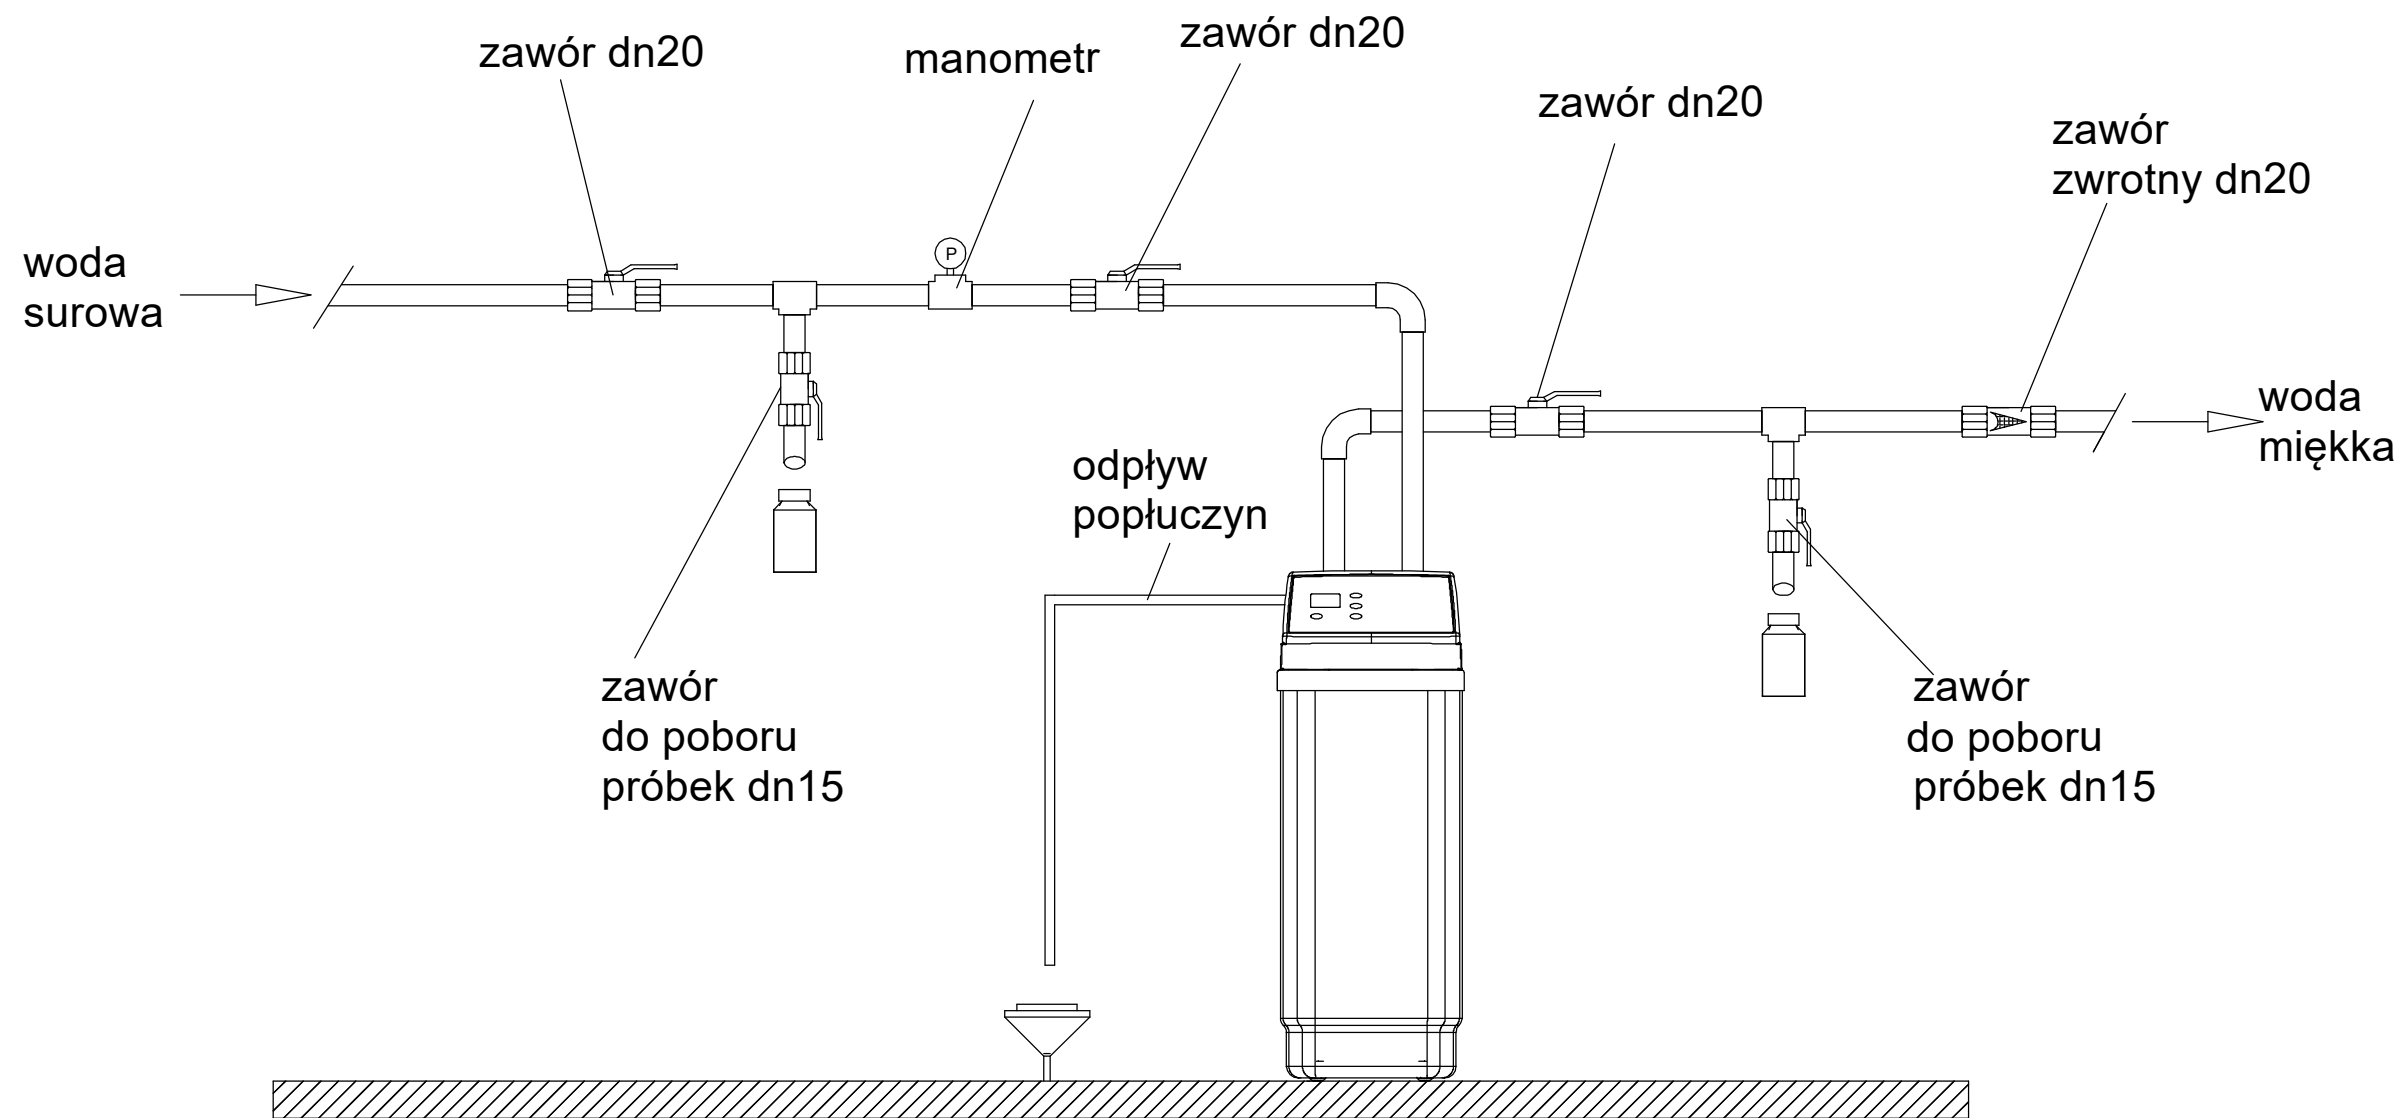 zawór dn20
manometr
zawór dn20
zawór dn20
zawór
zwrotny dn20
woda
surowa
P
woda
miękka
odpływ
popłuczyn
zawór
do poboru
próbek dn15
zawór
do poboru
próbek dn15